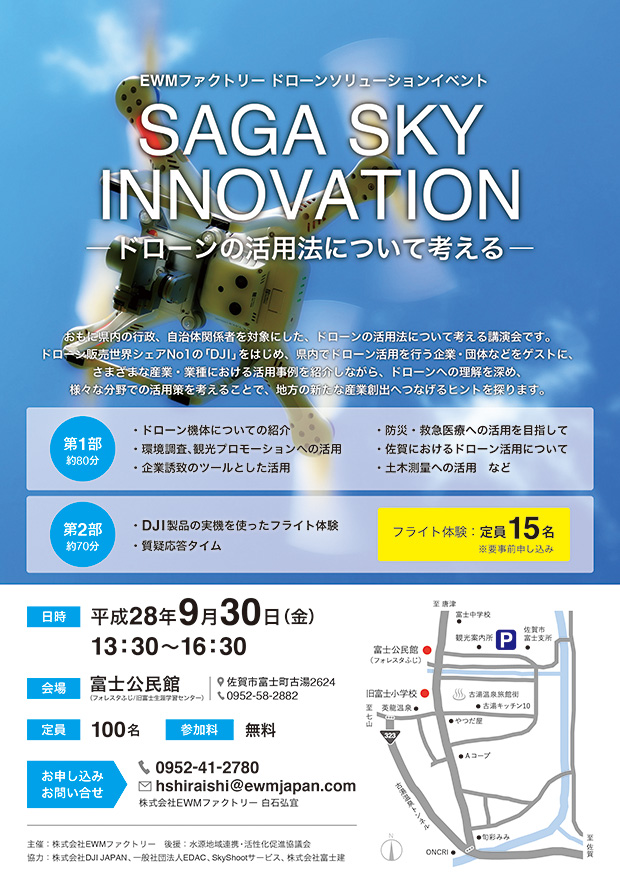 EWMファクトリー ドローンソリューションイベント
SAGA SKY
INNOVATION
―ドローンの活用法について考える―
おもに県内の行政、自治体関係者を対象にした、ドローンの活用法について考える講演会です。
ドローン販売世界シェアNo1の「DJI」をはじめ、県内でドローン活用を行う企業・団体などをゲストに、
さまざまな産業・業種における活用事例を紹介しながら、ドローンへの理解を深め、
様々な分野での活用策を考えることで、地方の新たな産業創出へつなげるヒントを探ります。
第1部
約80分
・ドローン機体についての紹介
・環境調査、観光プロモーションへの活用
・企業誘致のツールとした活用
・防災・救急医療への活用を目指して
・佐賀におけるドローン活用について
・土木測量への活用 など
第2部
約70分
・DJI製品の実機を使ったフライト体験
・質疑応答タイム
フライト体験：定員15名
※要事前申し込み
日時
平成28年9月30日（金）
13：30～16：30
会場
富士公民館
（フォレスタふじ/旧富士生涯学習センター）
佐賀市富士町古湯2624
0952-58-2882
定員
100名
参加料
無料
お申し込み
お問い合せ
0952-41-2780
hshiraishi@ewmjapan.com
株式会社EWMファクトリー 白石弘宜
主催：株式会社EWMファクトリー 後援：水源地域連携・活性化促進協議会
協力：株式会社DJI JAPAN、一般社団法人EDAC、SkyShootサービス、株式会社富士建
至 唐津
富士中学校
観光案内所
P
佐賀市
富士支所
富士公民館
（フォレスタふじ）
旧富士小学校
古湯温泉旅館街
古湯キッチン10
英龍温泉
至 七山
やつだ屋
323
Aコープ
古湯温泉トンネル
旬彩みみ
ONCRI
至 佐賀
N